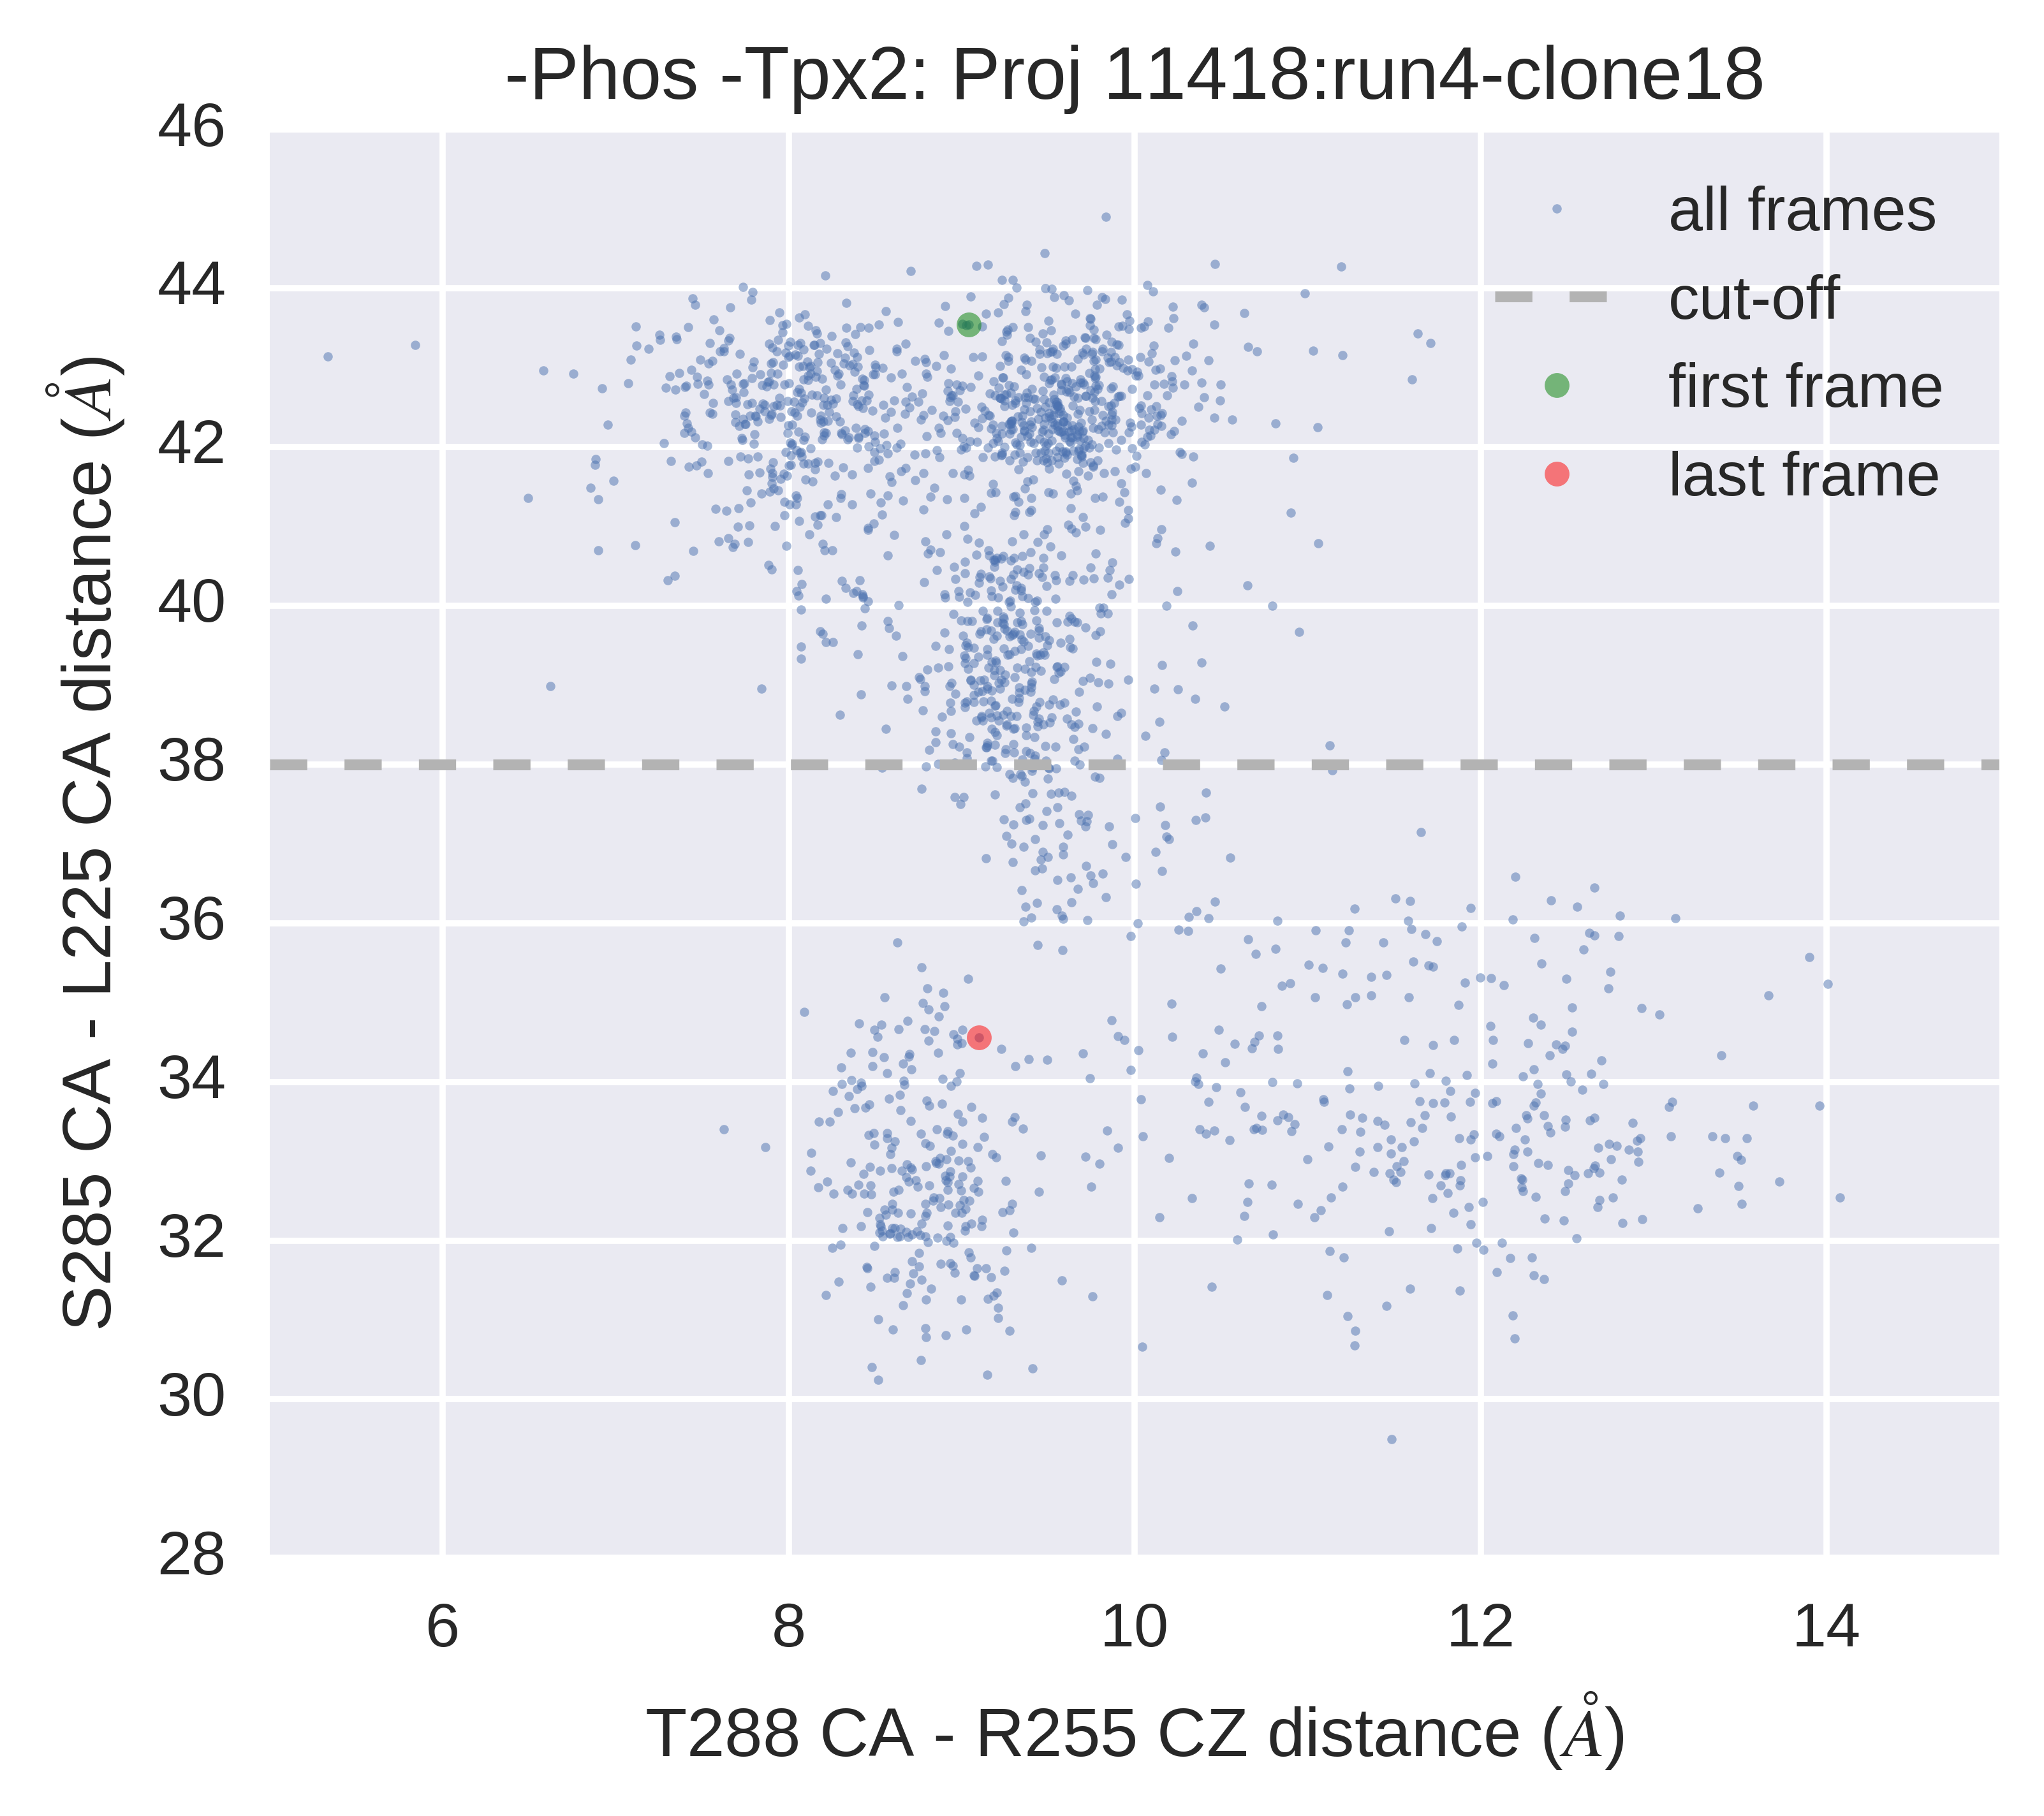 -Phos -Tpx2: Proj 11418:run4-clone18
46
44
42
40
38
36
34
32
30
28
S285 CA - L225 CA distance (Å)
all frames
cut-off
first frame
last frame
6 8 10 12 14
T288 CA - R255 CZ distance (Å)